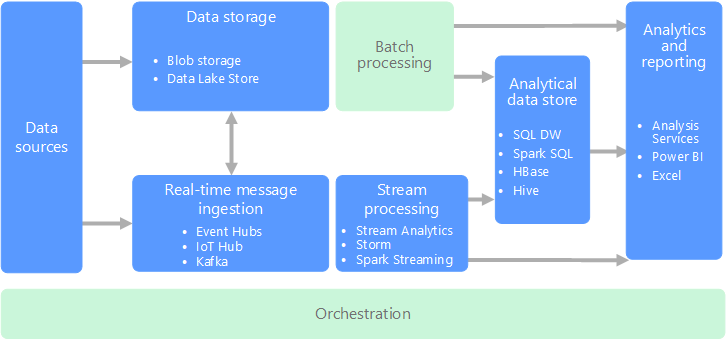 Data
sources
Data storage
• Blob storage
• Data Lake Store
Real-time message
ingestion
• Event Hubs
• IoT Hub
• Kafka
Batch
processing
Stream
processing
• Stream Analytics
• Storm
• Spark Streaming
Analytical
data store
• SQL DW
• Spark SQL
• HBase
• Hive
Analytics
and
reporting
• Analysis
Services
• Power BI
• Excel
Orchestration